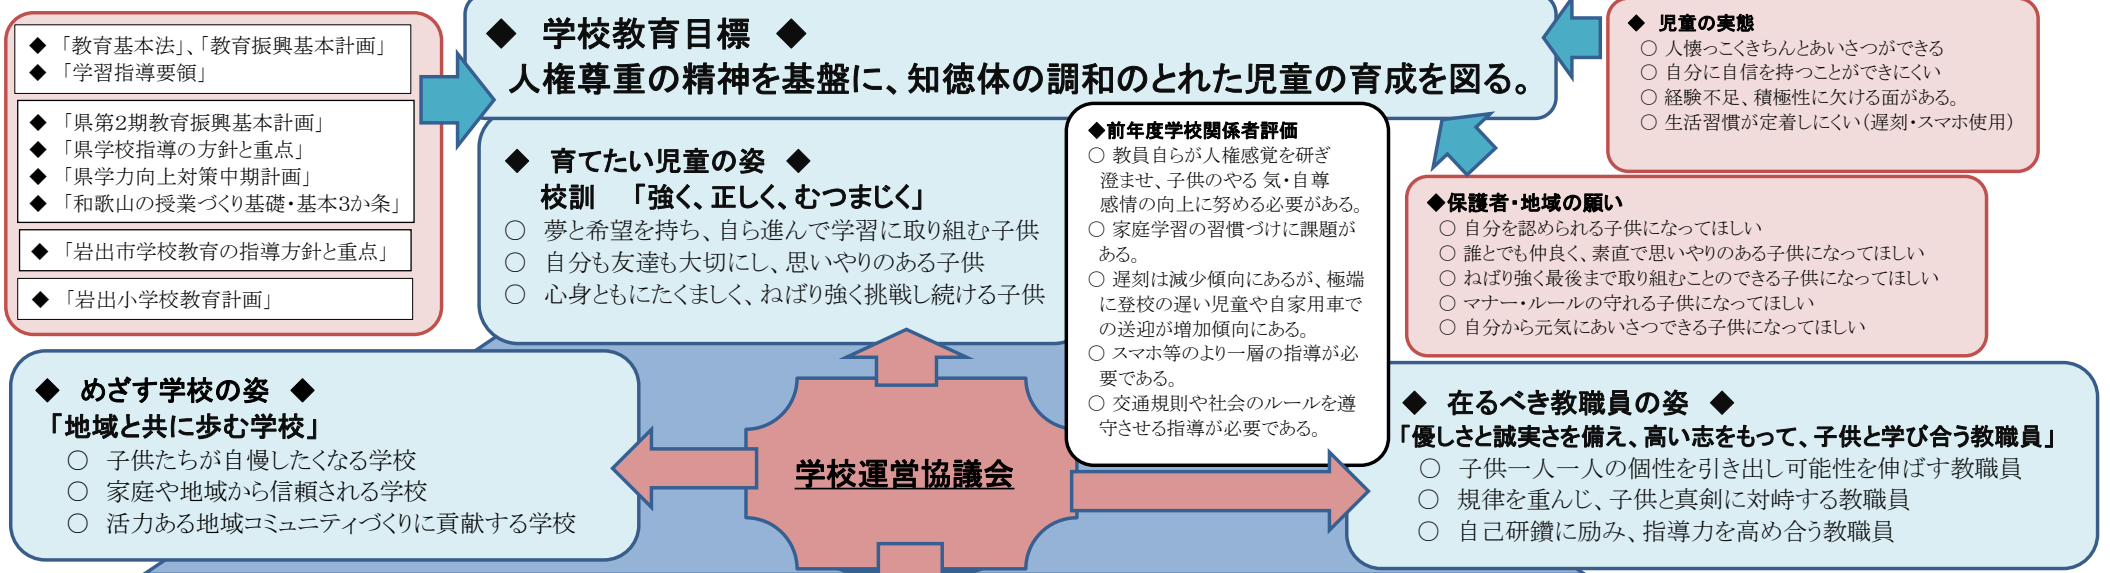 ◆ 「教育基本法」、「教育振興基本計画」
◆ 「学習指導要領」
◆ 「県第2期教育振興基本計画」
◆ 「県学校指導の方針と重点」
◆ 「県学力向上対策中期計画」
◆ 「和歌山の授業づくり基礎・基本3か条」
◆ 「岩出市学校教育の指導方針と重点」
◆ 「岩出小学校教育計画」
◆ 学校教育目標 ◆
人権尊重の精神を基盤に、知徳体の調和のとれた児童の育成を図る。
◆ 児童の実態
○ 人懐っこくきちんとあいさつができる
○ 自分に自信を持つことができにくい
○ 経験不足、積極性に欠ける面がある。
○ 生活習慣が定着しにくい(遅刻・スマホ使用)
◆ 育てたい児童の姿 ◆
校訓 「強く、正しく、むつまじく」
○ 夢と希望を持ち、自ら進んで学習に取り組む子供
○ 自分も友達も大切にし、思いやりのある子供
○ 心身ともにたくましく、ねばり強く挑戦し続ける子供
◆前年度学校関係者評価
○ 教員自らが人権感覚を研ぎ
澄ませ、子供のやる 気・自尊
感情の向上に努める必要がある。
○ 家庭学習の習慣づけに課題が
ある。
○ 遅刻は減少傾向にあるが、極端
に登校の遅い児童や自家用車で
の送迎が増加傾向にある。
○ スマホ等のより一層の指導が必
要である。
○ 交通規則や社会のルールを遵
守させる指導が必要である。
◆保護者・地域の願い
○ 自分を認められる子供になってほしい
○ 誰とでも仲良く、素直で思いやりのある子供になってほしい
○ ねばり強く最後まで取り組むことのできる子供になってほしい
○ マナー・ルールの守れる子供になってほしい
○ 自分から元気にあいさつできる子供になってほしい
◆ めざす学校の姿 ◆
「地域と共に歩む学校」
○ 子供たちが自慢したくなる学校
○ 家庭や地域から信頼される学校
○ 活力ある地域コミュニティづくりに貢献する学校
学校運営協議会
◆ 在るべき教職員の姿 ◆
「優しさと誠実さを備え、高い志をもって、子供と学び合う教職員」
○ 子供一人一人の個性を引き出し可能性を伸ばす教職員
○ 規律を重んじ、子供と真剣に対峙する教職員
○ 自己研鑽に励み、指導力を高め合う教職員